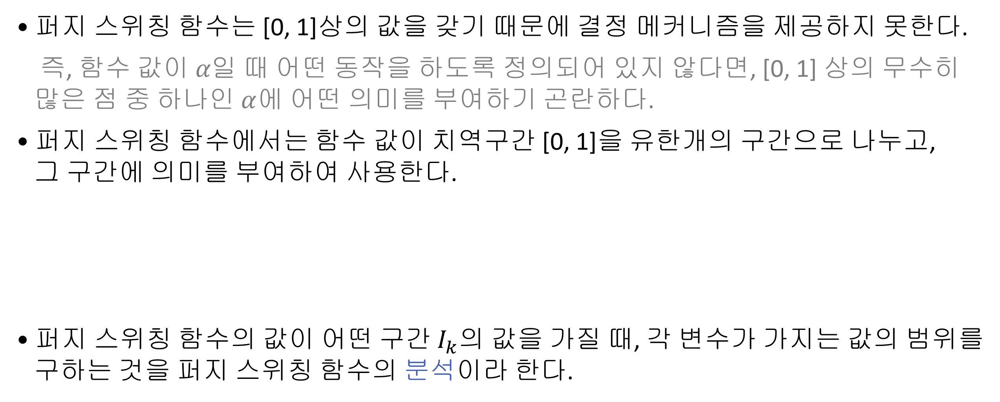 • 퍼지 스위칭 함수는 [0, 1]상의 값을 갖기 때문에 결정 메커니즘을 제공하지 못한다.
즉, 함수 값이 α일 때 어떤 동작을 하도록 정의되어 있지 않다면, [0, 1] 상의 무수히
많은 점 중 하나인 α에 어떤 의미를 부여하기 곤란하다.
• 퍼지 스위칭 함수에서는 함수 값이 치역구간 [0, 1]을 유한개의 구간으로 나누고,
그 구간에 의미를 부여하여 사용한다.
• 퍼지 스위칭 함수의 값이 어떤 구간 Iₖ의 값을 가질 때, 각 변수가 가지는 값의 범위를
구하는 것을 퍼지 스위칭 함수의 분석이라 한다.